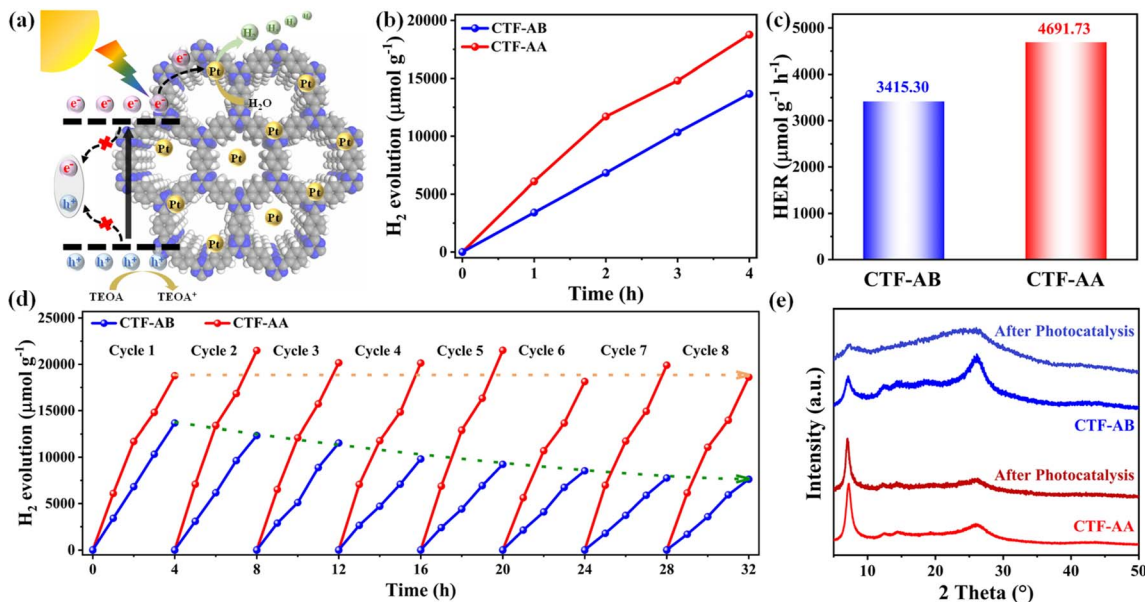 (a)
H₂ H₂ H₂ H₂
e⁻
Pt
H₂O
e⁻ e⁻ e⁻ e⁻
Pt
Pt
Pt
Pt
e⁻
h⁺
Pt
Pt
Pt
Pt
h⁺ h⁺ h⁺ h⁺
TEOA TEOA⁺
(b)
CTF-AB
CTF-AA
H₂ evolution (μmol g⁻¹)
20000
15000
10000
5000
0
0 1 2 3 4
Time (h)
(c)
HER (μmol g⁻¹ h⁻¹)
5000
4000
3000
2000
1000
0
3415.30
4691.73
CTF-AB CTF-AA
(d)
CTF-AB CTF-AA
Cycle 1 Cycle 2 Cycle 3 Cycle 4 Cycle 5 Cycle 6 Cycle 7 Cycle 8
H₂ evolution (μmol g⁻¹)
25000
20000
15000
10000
5000
0
0 4 8 12 16 20 24 28 32
Time (h)
(e)
After Photocatalysis
CTF-AB
After Photocatalysis
CTF-AA
Intensity (a.u.)
10 20 30 40 50
2 Theta (°)